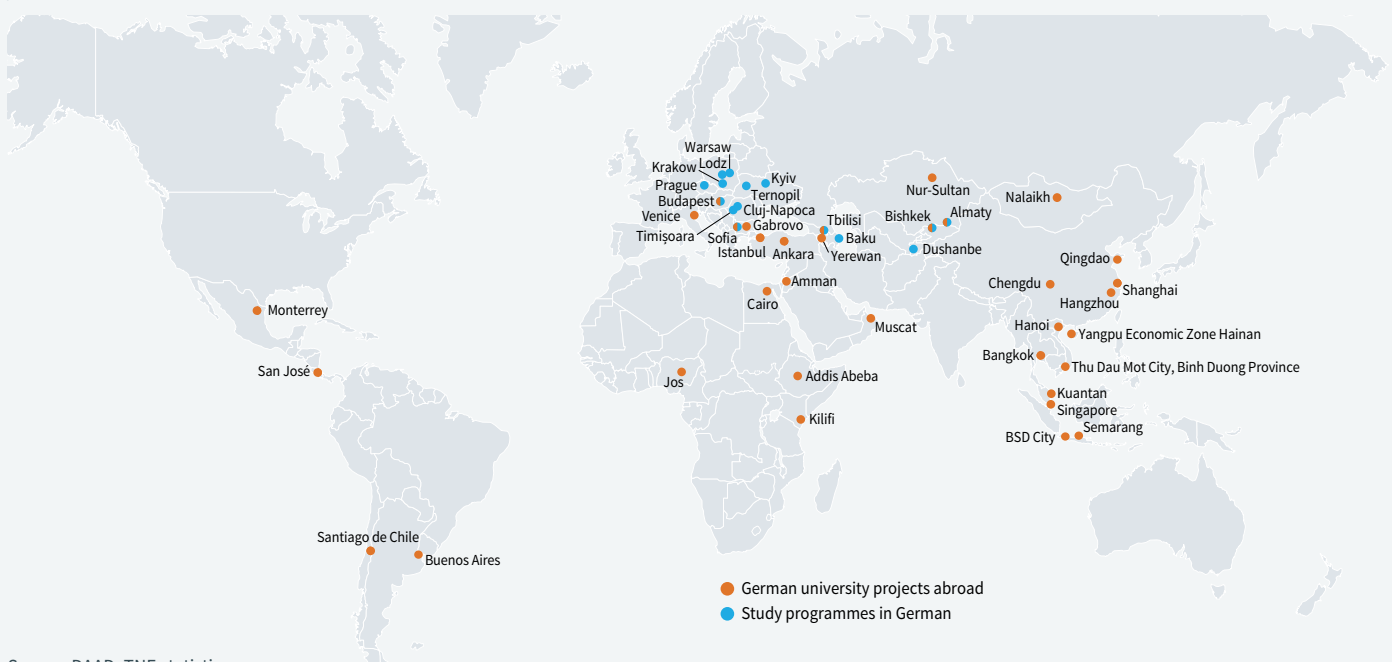 Warsaw
Krakow
Lodz
Prague
Kyiv
Ternopil
Budapest
Cluj-Napoca
Venice
Gabrovo
Timișoara
Sofia
Istanbul
Ankara
Tbilisi
Baku
Yerewan
Nur-Sultan
Bishkek
Almaty
Dushanbe
Nalaikh
Qingdao
Chengdu
Shanghai
Hangzhou
Amman
Cairo
Muscat
Monterrey
Hanoi
Yangpu Economic Zone Hainan
Bangkok
Thu Dau Mot City, Binh Duong Province
San José
Jos
Addis Abeba
Kuantan
Singapore
Kilifi
BSD City
Semarang
Santiago de Chile
Buenos Aires
German university projects abroad
Study programmes in German